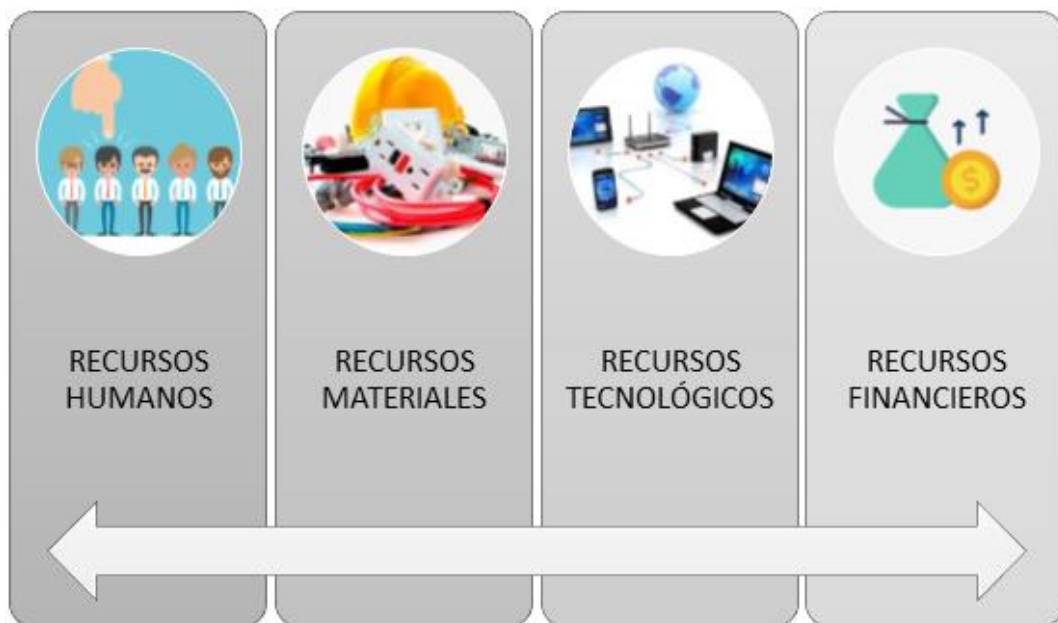 RECURSOS
HUMANOS
RECURSOS
MATERIALES
RECURSOS
TECNOLÓGICOS
RECURSOS
FINANCIEROS
$